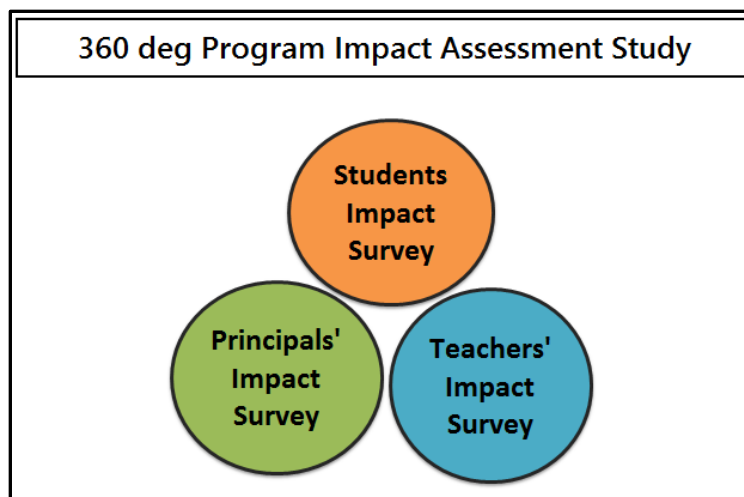 360 deg Program Impact Assessment Study
Students
Impact
Survey
Principals'
Impact
Survey
Teachers'
Impact
Survey